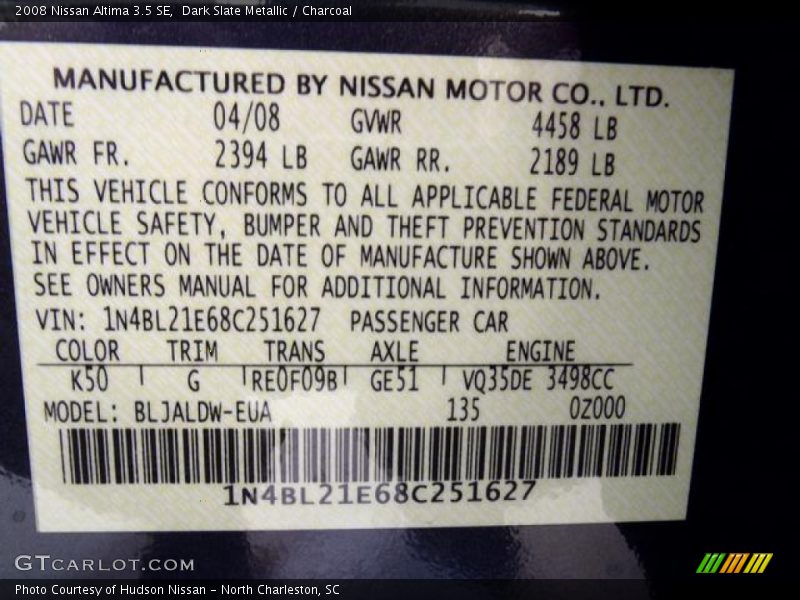 2008 Nissan Altima 3.5 SE,  Dark Slate Metallic / Charcoal
MANUFACTURED BY NISSAN MOTOR CO., LTD.
DATE 04/08 GVWR 4458 LB
GAWR FR. 2394 LB GAWR RR. 2189 LB
THIS VEHICLE CONFORMS TO ALL APPLICABLE FEDERAL MOTOR
VEHICLE SAFETY, BUMPER AND THEFT PREVENTION STANDARDS
IN EFFECT ON THE DATE OF MANUFACTURE SHOWN ABOVE.
SEE OWNERS MANUAL FOR ADDITIONAL INFORMATION.
VIN: 1N4BL21E68C251627 PASSENGER CAR
COLOR TRIM TRANS AXLE ENGINE
K50 G RE0F09B GE51 VQ35DE 3498CC
MODEL: BLJALDW-EUA 135 0Z000
1N4BL21E68C251627
GTCARLOT.COM
Photo Courtesy of Hudson Nissan - North Charleston, SC